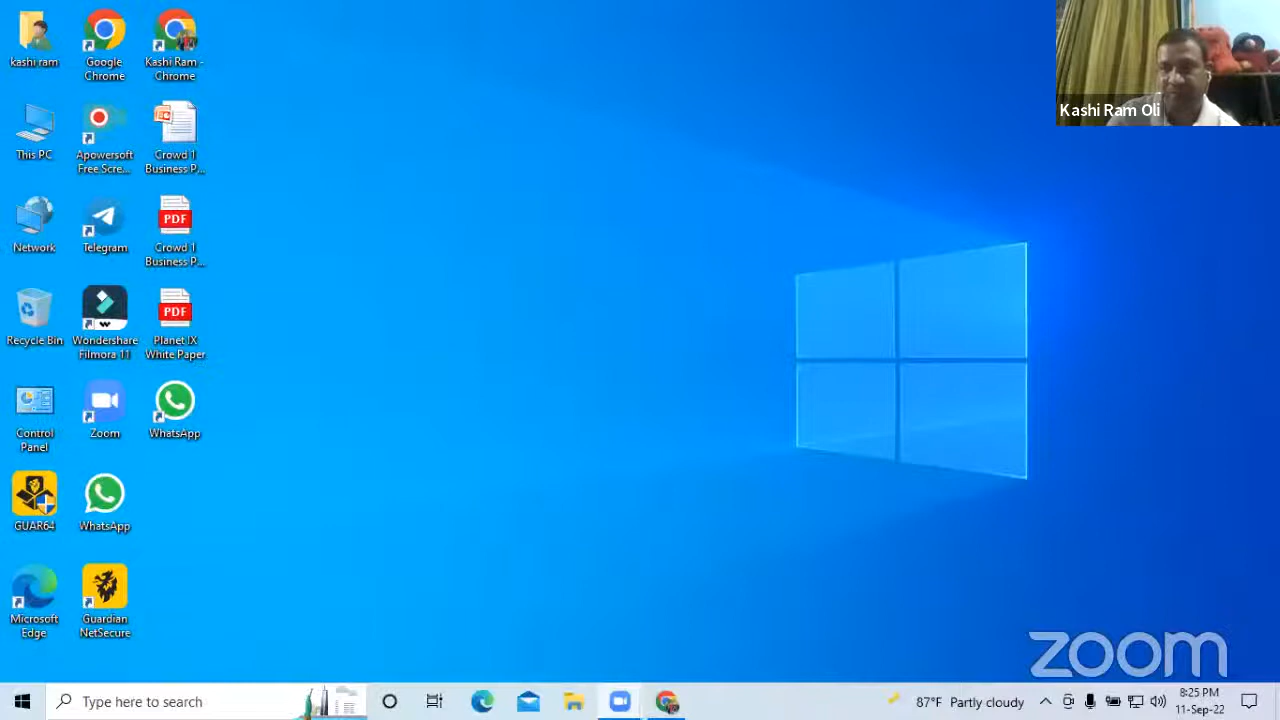 kashi ram
Google
Chrome
Kashi Ram -
Chrome
Kashi Ram Oli
This PC
Apowersoft
Free Scre...
Crowd 1
Business P...
Network
Telegram
PDF
Crowd 1
Business P...
Recycle Bin
Wondershare
Filmora 11
PDF
Planet IX
White Paper
Control
Panel
Zoom
WhatsApp
GUAR64
WhatsApp
Microsoft
Edge
Guardian
NetSecure
zoom
Type here to search
87°F Partly cloudy
8:25 PM
11-Sep-22